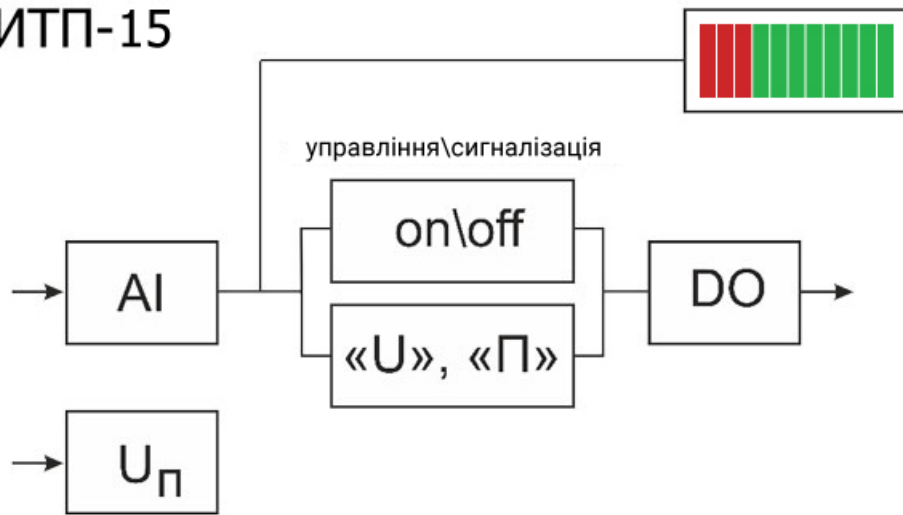 ИТП-15
управління\сигналізація
on\off
AI
DO
«U», «П»
Uп